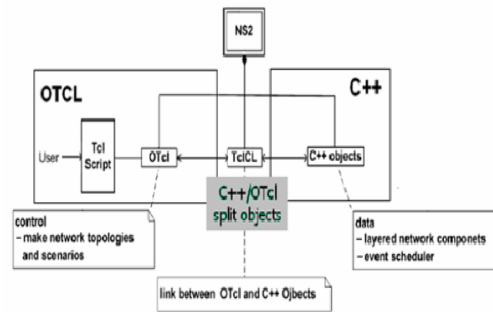 NS2
OTCL
C++
User
Tcl
Script
OTcl
TclCL
C++ objects
C++/OTcl
split objects
control
– make network topologies
and scenarios
data
– layered network componets
– event scheduler
link between OTcl and C++ Ojbects